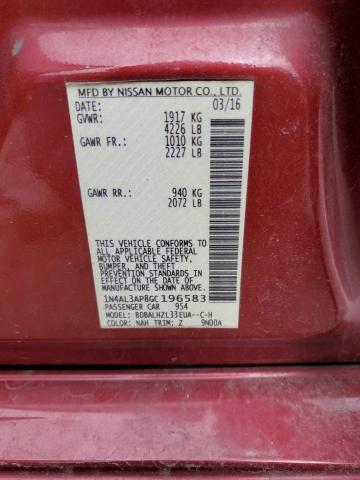 MFD BY NISSAN MOTOR CO., LTD.
DATE: 03/16
GVWR: 1917 KG
4226 LB
GAWR FR: 1010 KG
2227 LB
GAWR RR: 940 KG
2072 LB
THIS VEHICLE CONFORMS TO
ALL APPLICABLE FEDERAL
MOTOR VEHICLE SAFETY,
BUMPER, AND THEFT
PREVENTION STANDARDS
IN EFFECT ON THE DATE OF
MANUFACTURE SHOWN ABOVE.
1N4AL3AP8GC196583
PASSENGER CAR 954
MODEL: BDBALHZL33EUA--C-H
COLOR: NAH TRIM: Z 9N00A